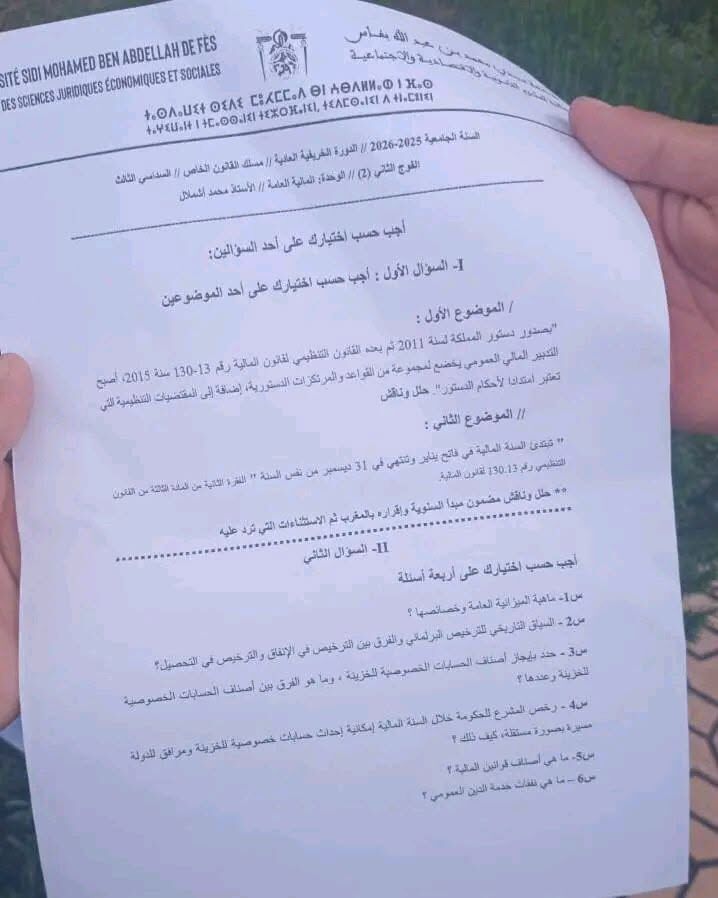 SITÉ SIDI MOHAMED BEN ABDELLAH DE FÈS
DES SCIENCES JURIDIQUES ÉCONOMIQUES ET SOCIALES
محمد بن عبد الله بفاس
والاقتصادية والاجتماعية
السنة الجامعية 2025-2026 // الدورة الخريفية العادية // مسلك القانون الخاص // السداسي الثالث
الفوج الثاني (2) // الوحدة: المالية العامة // الأستاذ محمد أشملال
أجب حسب اختيارك على أحد السؤالين:
I- السؤال الأول : أجب حسب اختيارك على أحد الموضوعين
/ الموضوع الأول :
"بصدور دستور المملكة لسنة 2011 ثم بعده القانون التنظيمي لقانون المالية رقم 13-130 سنة 2015، أصبح
التدبير المالي العمومي يخضع لمجموعة من القواعد والمرتكزات الدستورية، إضافة إلى المقتضيات التنظيمية التي
تعتبر امتدادا لأحكام الدستور". حلل وناقش
// الموضوع الثاني :
" تبتدئ السنة المالية في فاتح يناير وتنتهي في 31 ديسمبر من نفس السنة " الفقرة الثانية من المادة الثالثة من القانون
التنظيمي رقم 130.13 لقانون المالية.
** حلل وناقش مضمون مبدأ السنوية وإقراره بالمغرب ثم الاستثناءات التي ترد عليه
II- السؤال الثاني
أجب حسب اختيارك على أربعة أسئلة
س1- ماهية الميزانية العامة وخصائصها ؟
س2 - السياق التاريخي للترخيص البرلماني والفرق بين الترخيص في الإنفاق والترخيص في التحصيل؟
س3 - حدد بإيجاز أصناف الحسابات الخصوصية للخزينة ، وما هو الفرق بين أصناف الحسابات الخصوصية
للخزينة وعددها ؟
س4 - رخص المشرع للحكومة خلال السنة المالية إمكانية إحداث حسابات خصوصية للخزينة ومرافق للدولة
مسيرة بصورة مستقلة، كيف ذلك ؟
س5- ما هي أصناف قوانين المالية ؟
س6 – ما هي نفقات خدمة الدين العمومي ؟